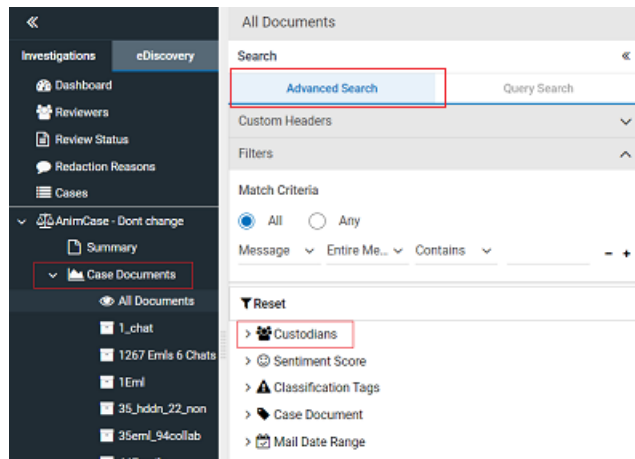 Investigations
eDiscovery
Dashboard
Reviewers
Review Status
Redaction Reasons
Cases
AnimCase - Dont change
Summary
Case Documents
All Documents
1_chat
1267 Emls 6 Chats
1Eml
35_hddn_22_non
35eml_94collab
All Documents
Search
Advanced Search
Query Search
Custom Headers
Filters
Match Criteria
All
Any
Message
Entire Me...
Contains
Reset
Custodians
Sentiment Score
Classification Tags
Case Document
Mail Date Range